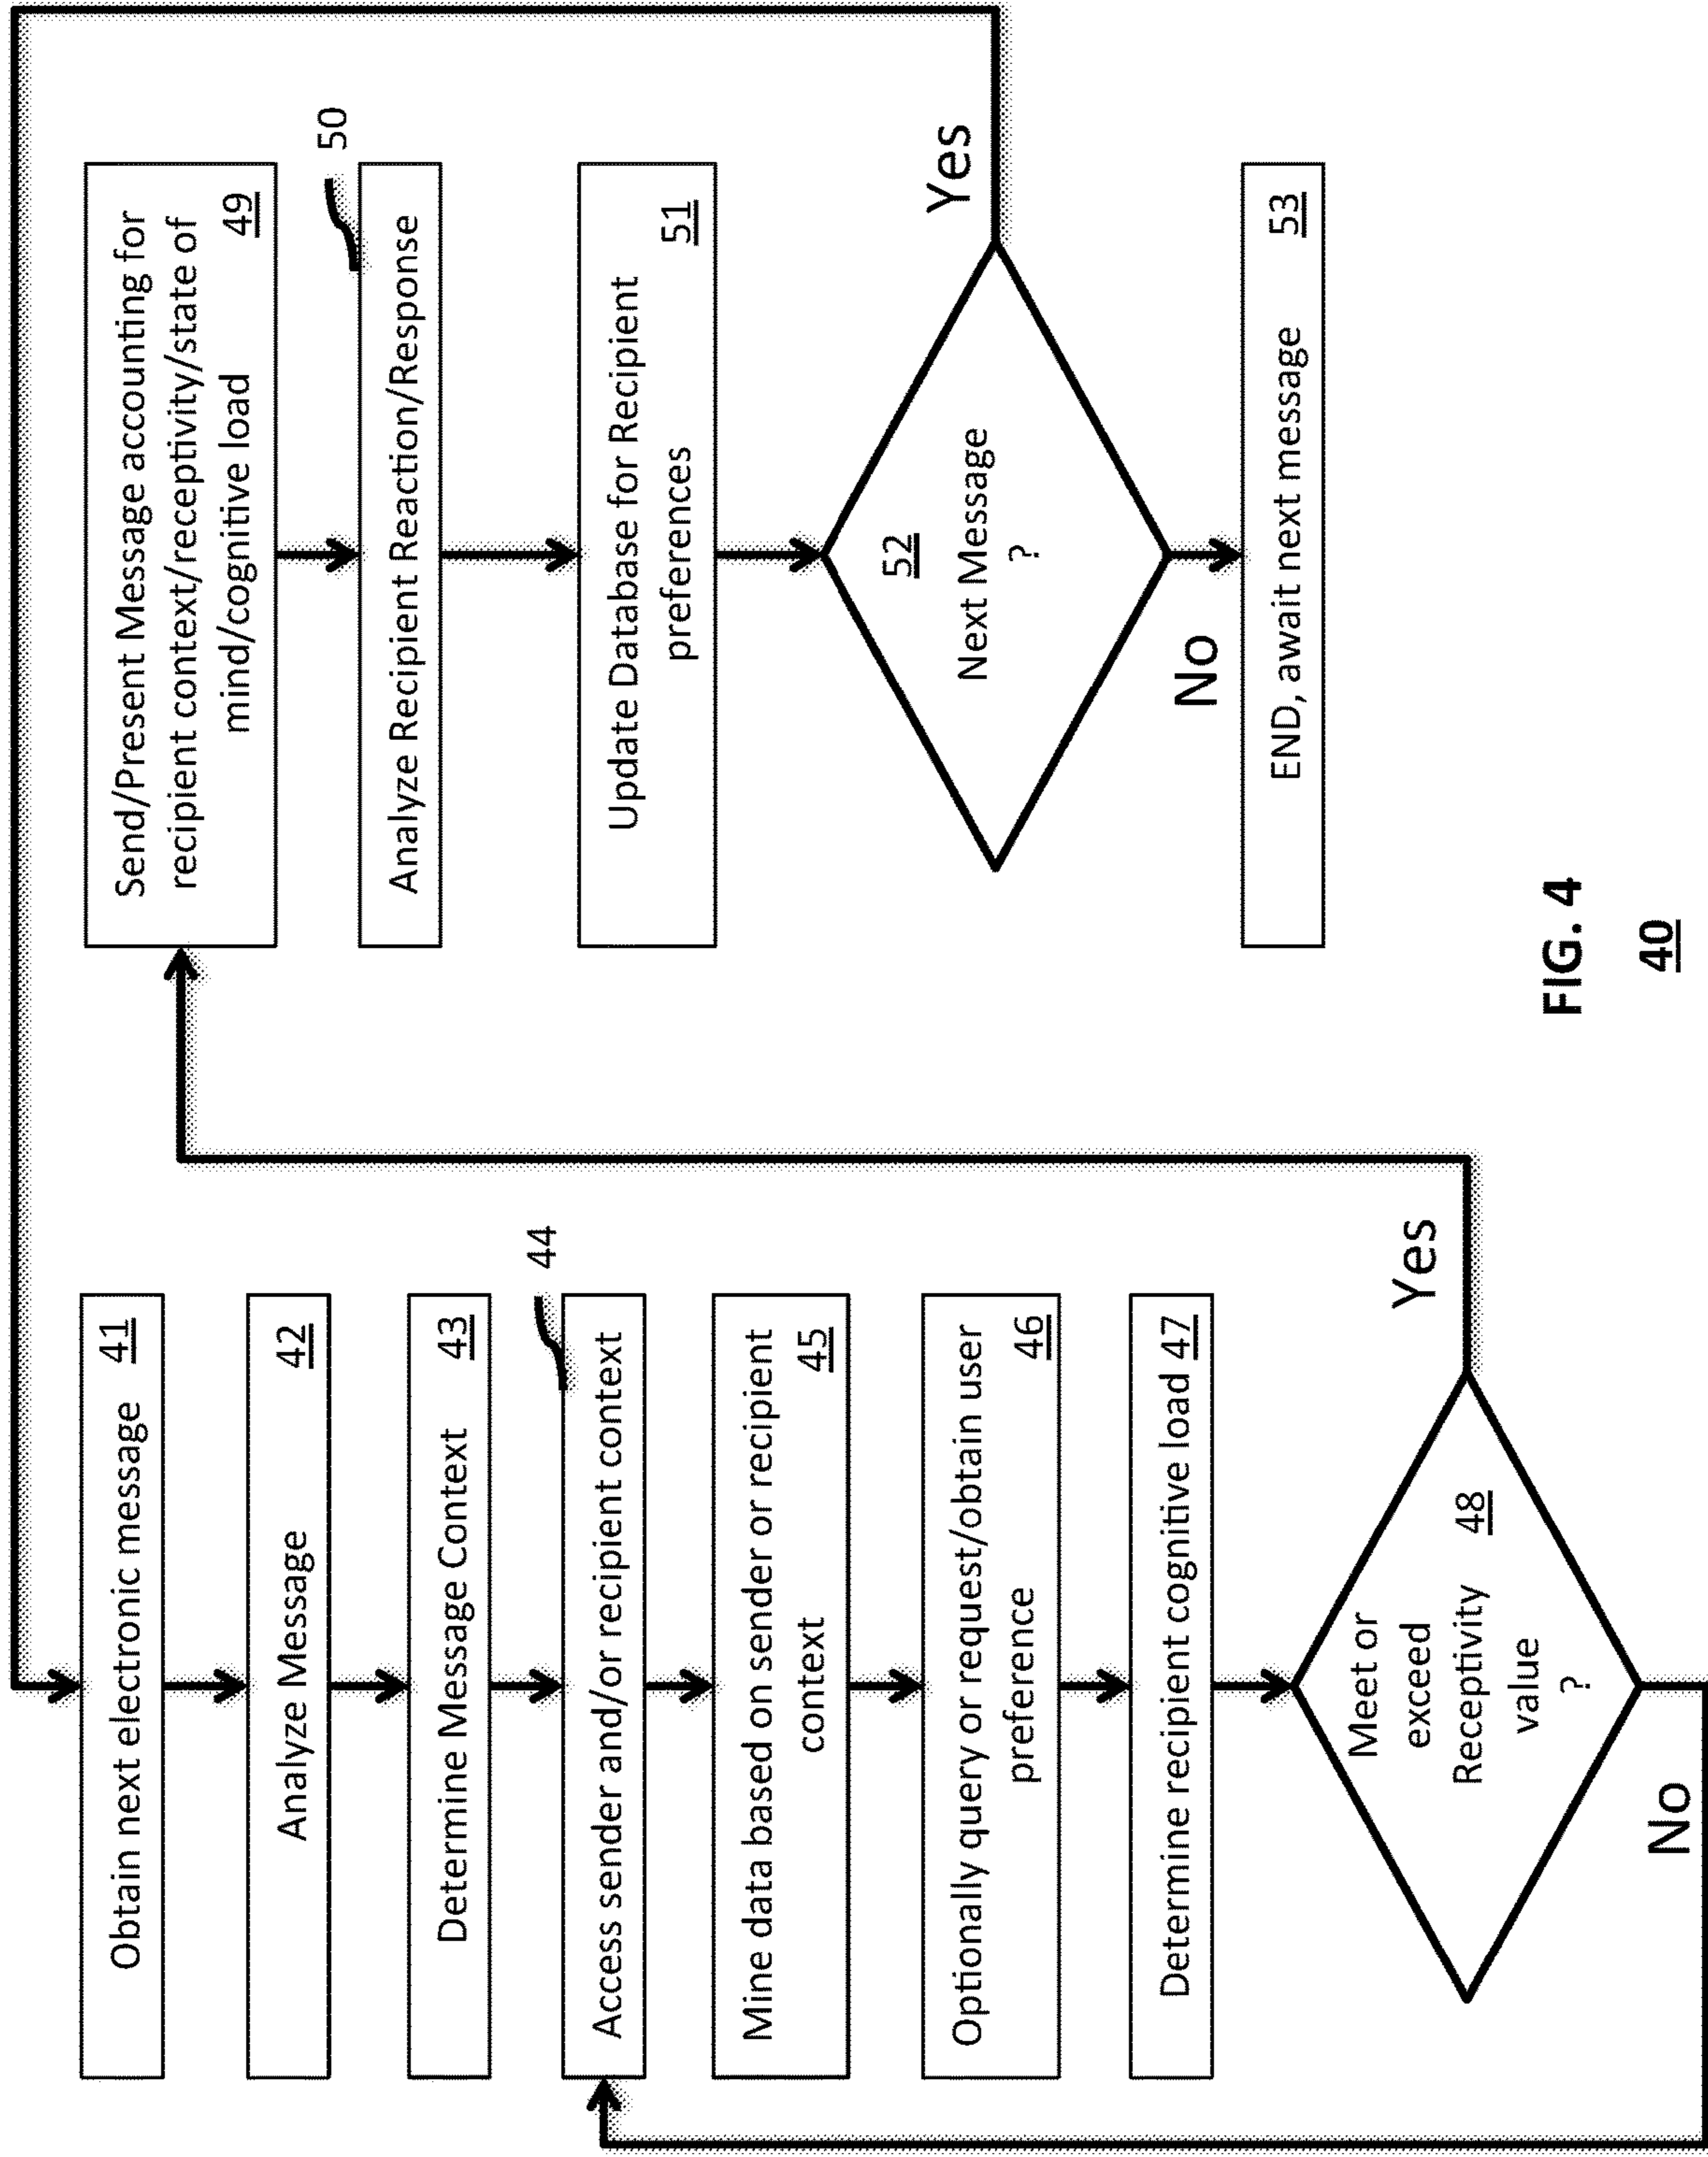 Obtain next electronic message 41
Analyze Message 42
Determine Message Context 43
44
Access sender and/or recipient context
Mine data based on sender or recipient
context 45
Optionally query or request/obtain user
preference 46
Determine recipient cognitive load 47
Meet or
exceed
Receptivity 48
value
?
Yes
No
Send/Present Message accounting for
recipient context/receptivity/state of
mind/cognitive load 49
50
Analyze Recipient Reaction/Response
Update Database for Recipient
preferences 51
52
Next Message
?
Yes
No
END, await next message 53
FIG. 4
40